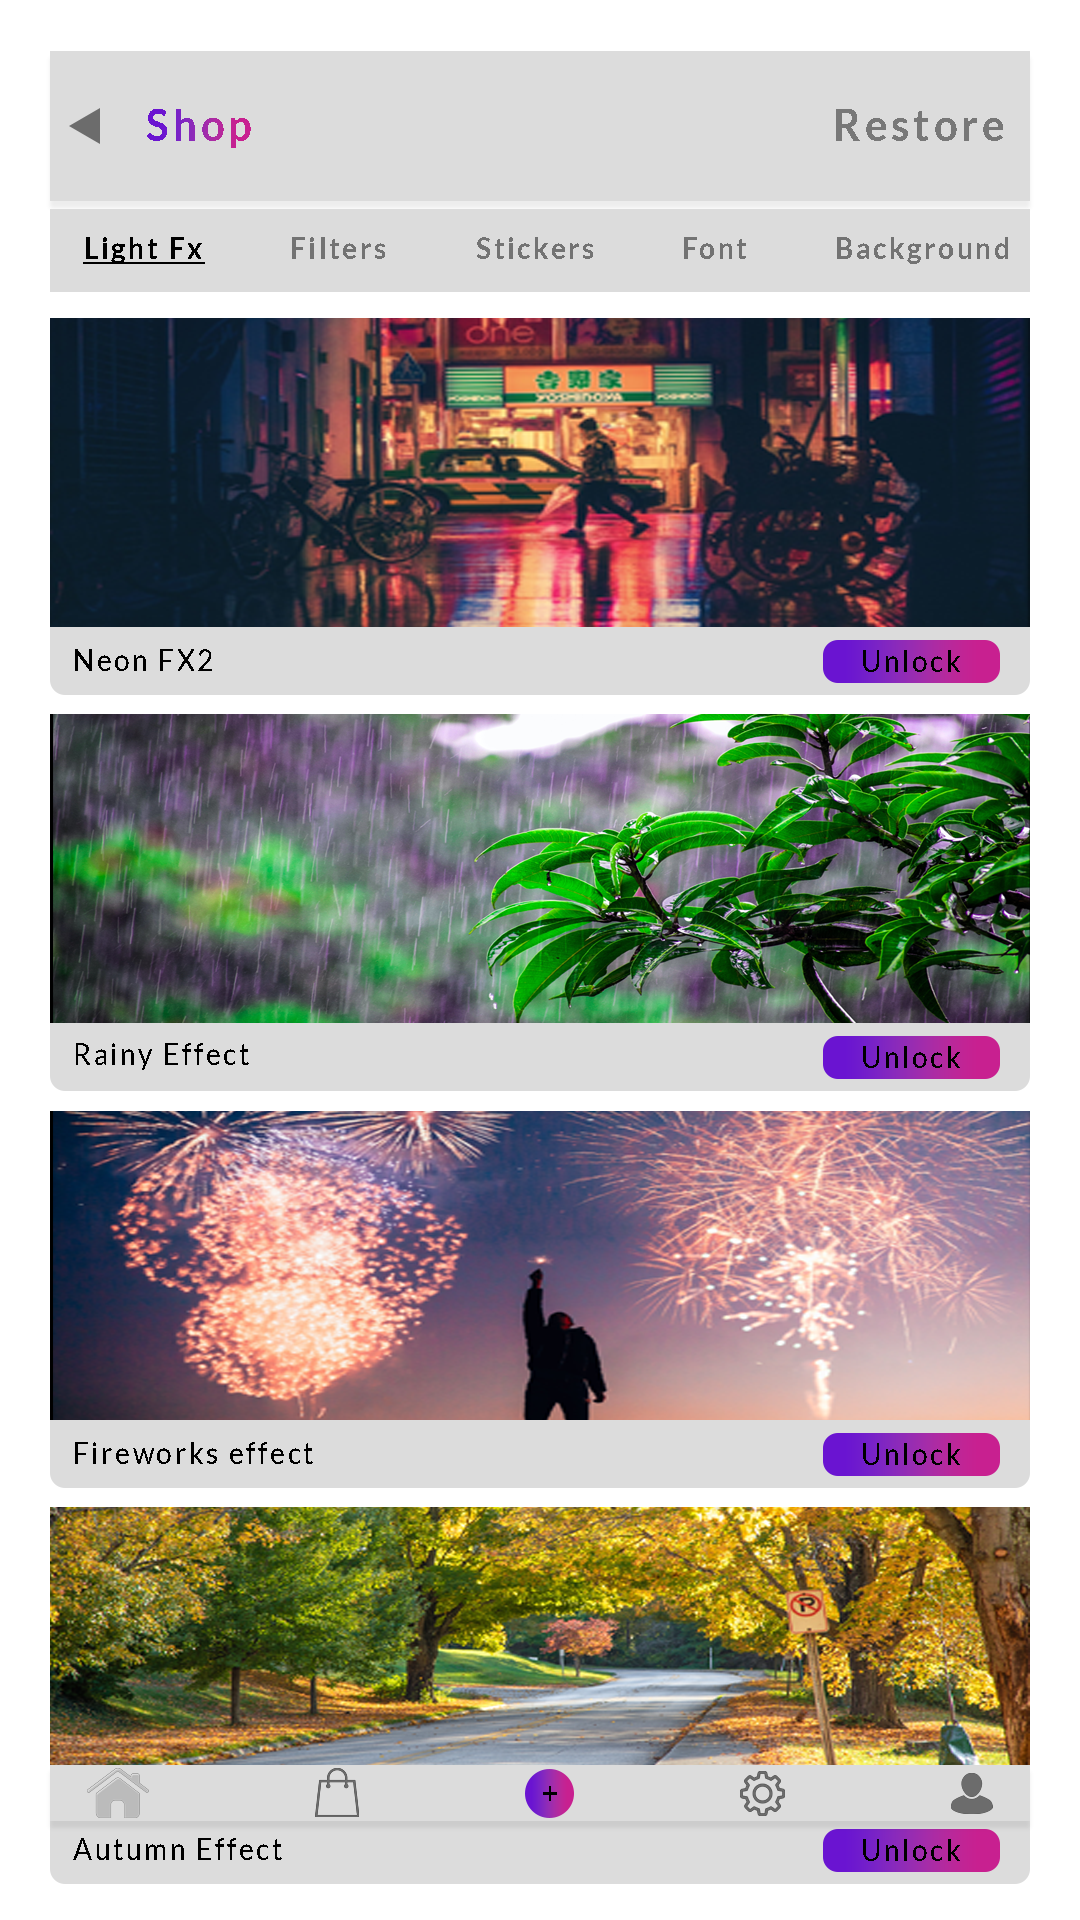 Shop
Restore
Light Fx
Filters
Stickers
Font
Background
one
吉野家
YOSHINOYA
Neon FX2
Unlock
Rainy Effect
Unlock
Fireworks effect
Unlock
+
Autumn Effect
Unlock